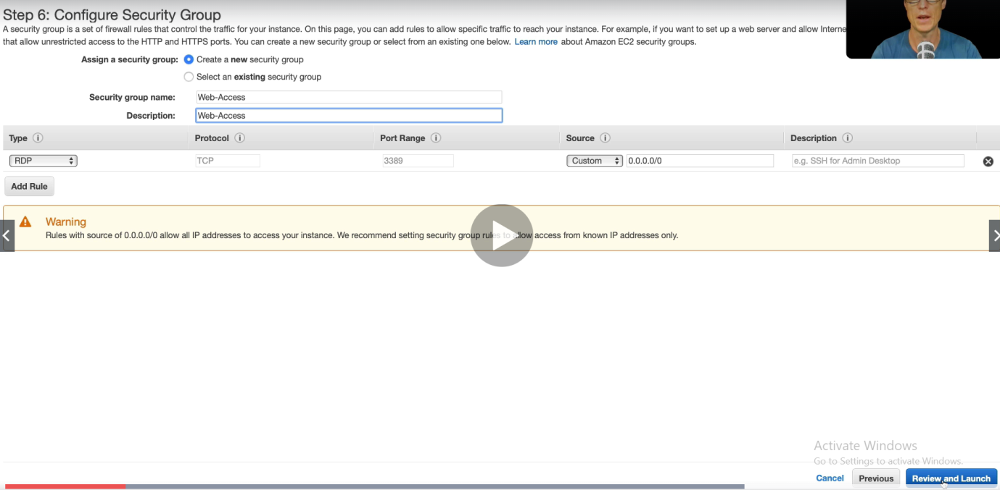 Step 6: Configure Security Group
A security group is a set of firewall rules that control the traffic for your instance. On this page, you can add rules to allow specific traffic to reach your instance. For example, if you want to set up a web server and allow Interne
that allow unrestricted access to the HTTP and HTTPS ports. You can create a new security group or select from an existing one below. Learn more about Amazon EC2 security groups.
Assign a security group: Create a new security group
Select an existing security group
Security group name: Web-Access
Description: Web-Access
Type Protocol Port Range Source Description
RDP TCP 3389 Custom 0.0.0.0/0 e.g. SSH for Admin Desktop
Add Rule
Warning
Rules with source of 0.0.0.0/0 allow all IP addresses to access your instance. We recommend setting security group rules to allow access from known IP addresses only.
Activate Windows
Go to Settings to activate Windows.
Cancel Previous Review and Launch